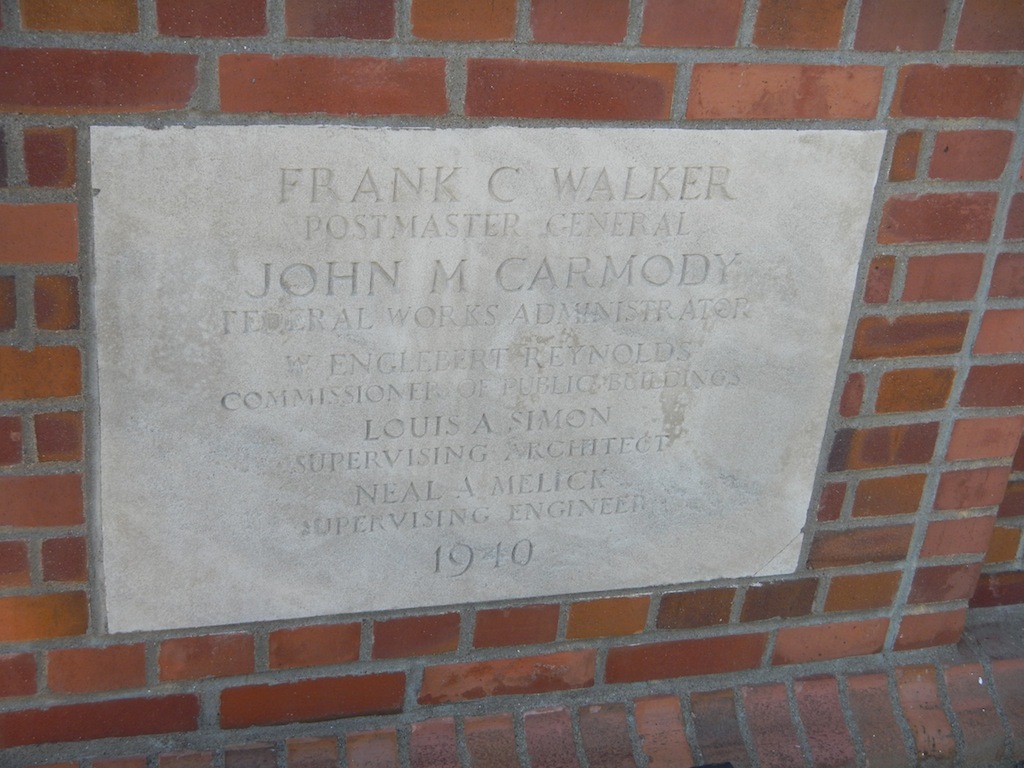 FRANK C WALKER
POSTMASTER GENERAL
JOHN M CARMODY
FEDERAL WORKS ADMINISTRATOR
W ENGLEBERT REYNOLDS
COMMISSIONER OF PUBLIC BUILDINGS
LOUIS A SIMON
SUPERVISING ARCHITECT
NEAL A MELICK
SUPERVISING ENGINEER
1940